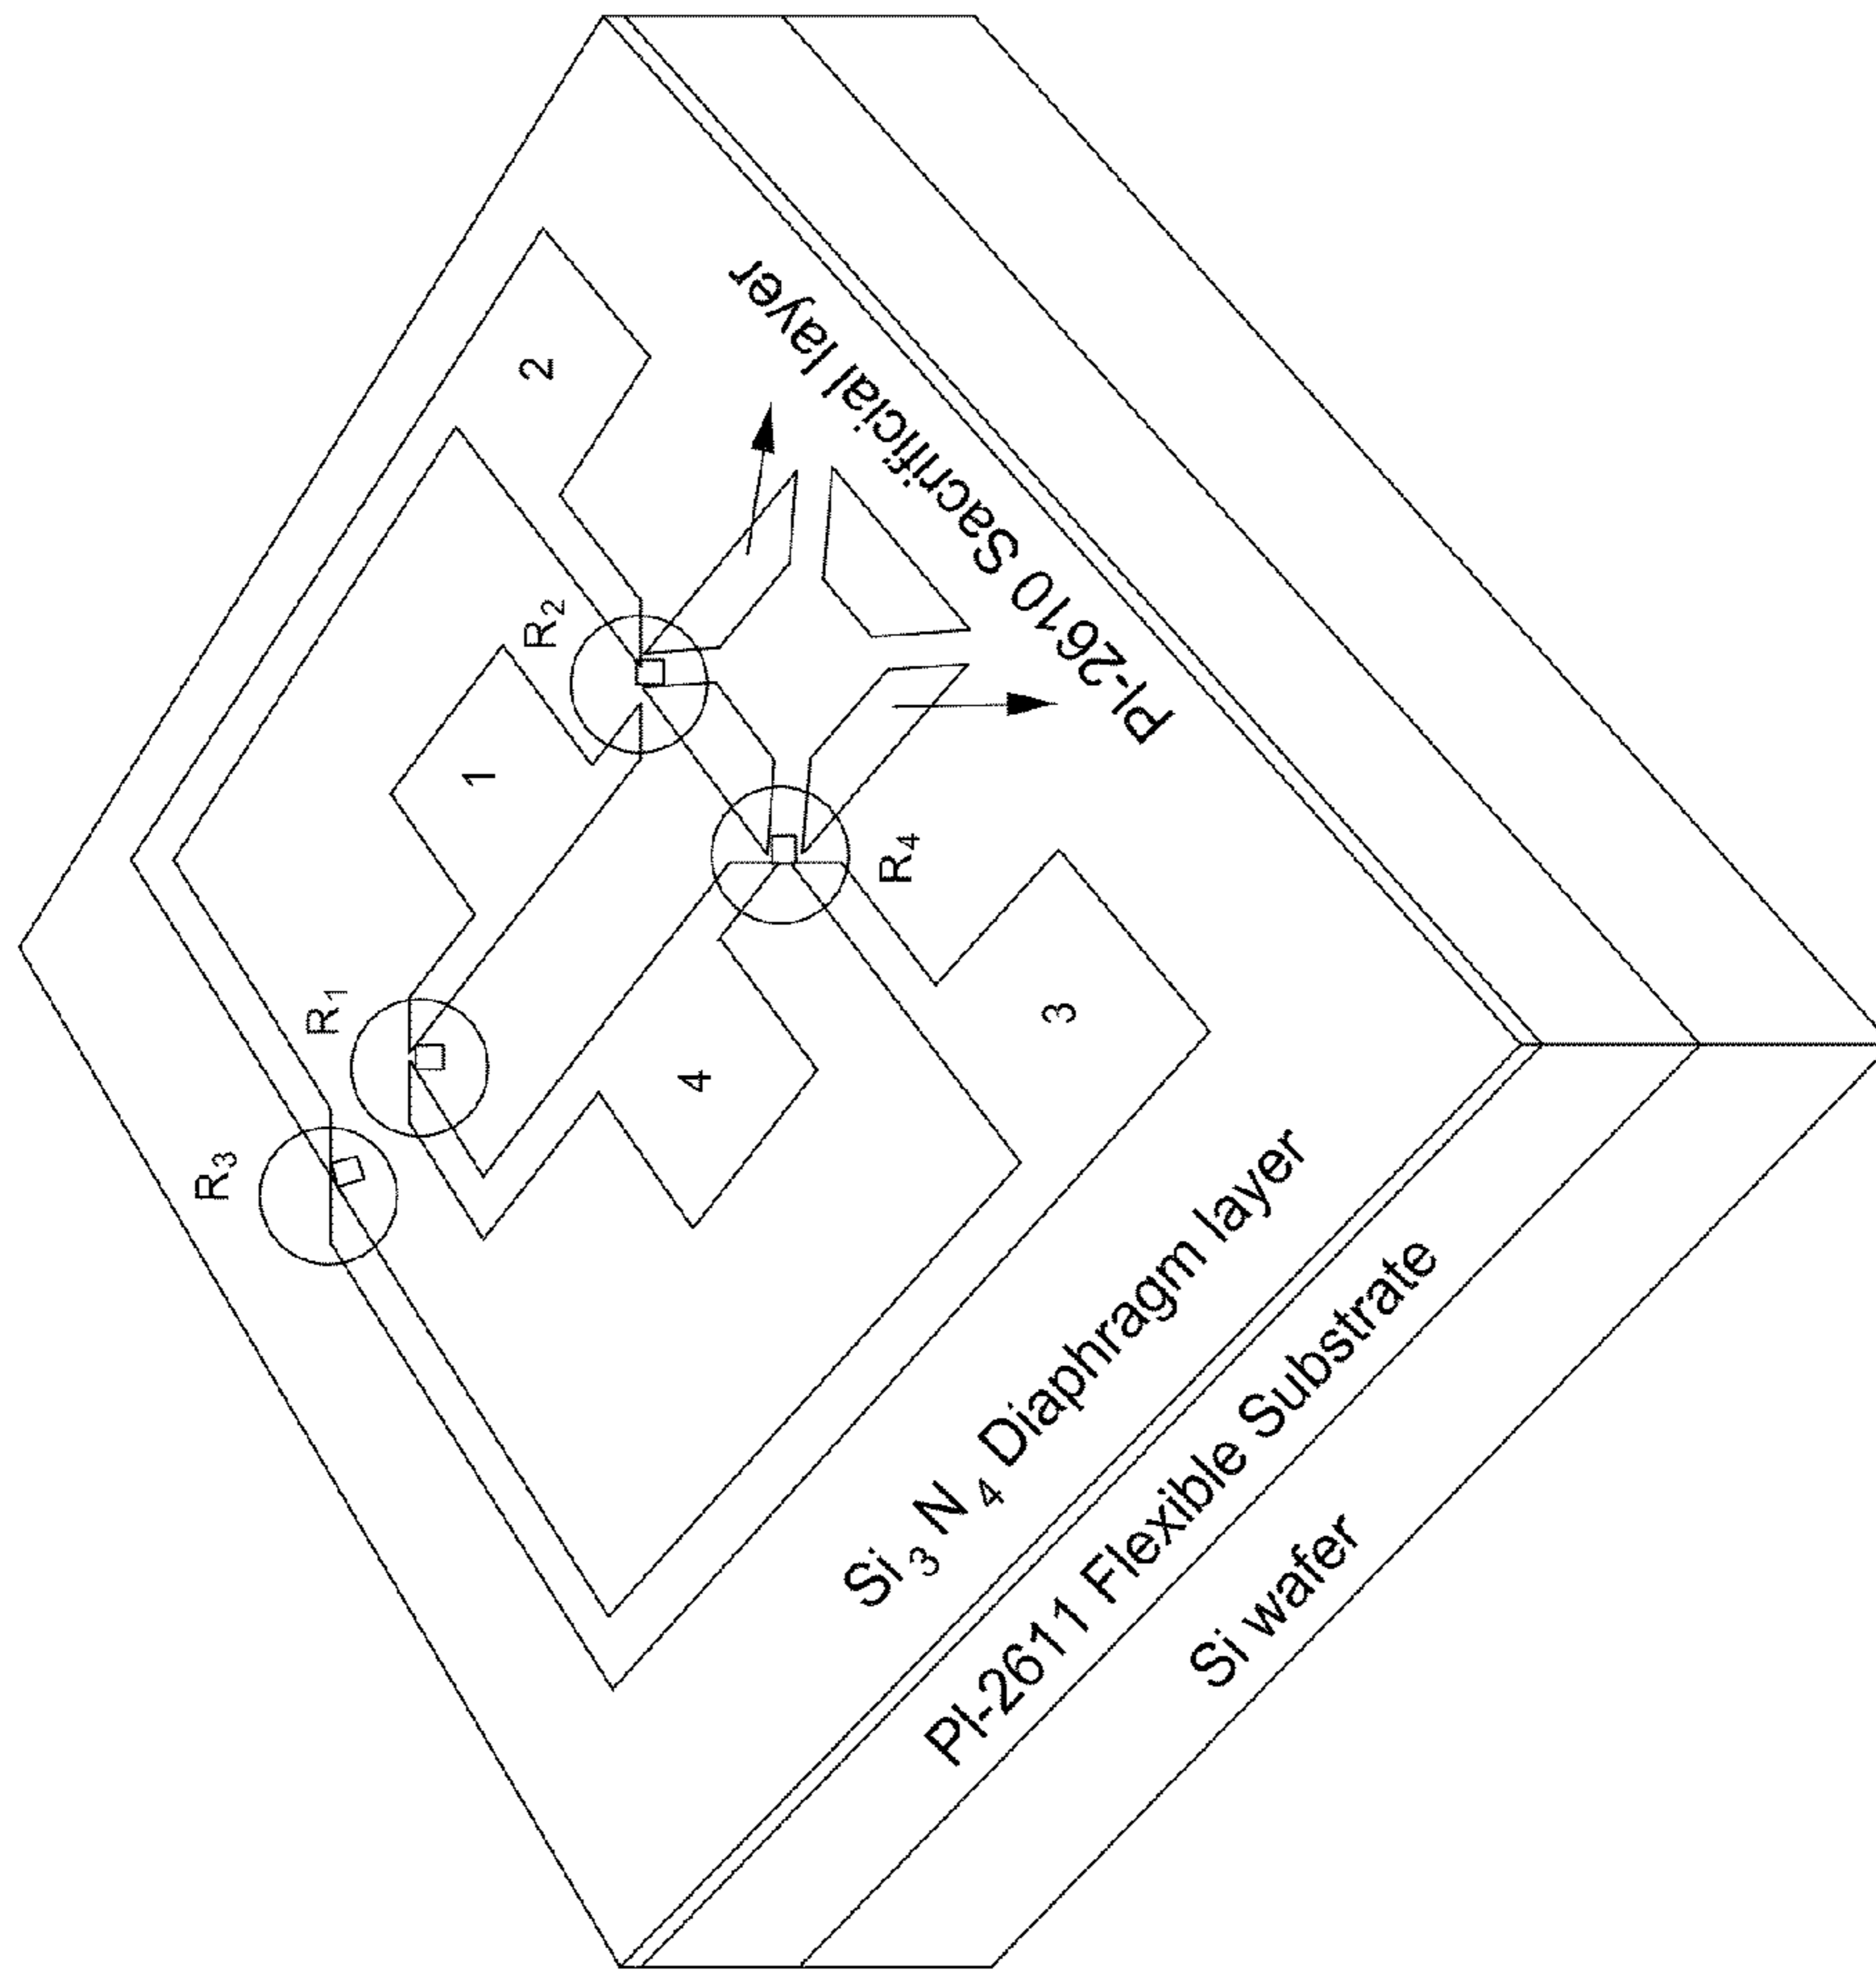 R₃
R₁
R₂
1
2
4
R₄
3
PI-2610 Sacrificial layer
Si₃N₄ Diaphragm layer
PI-2611 Flexible Substrate
Si wafer